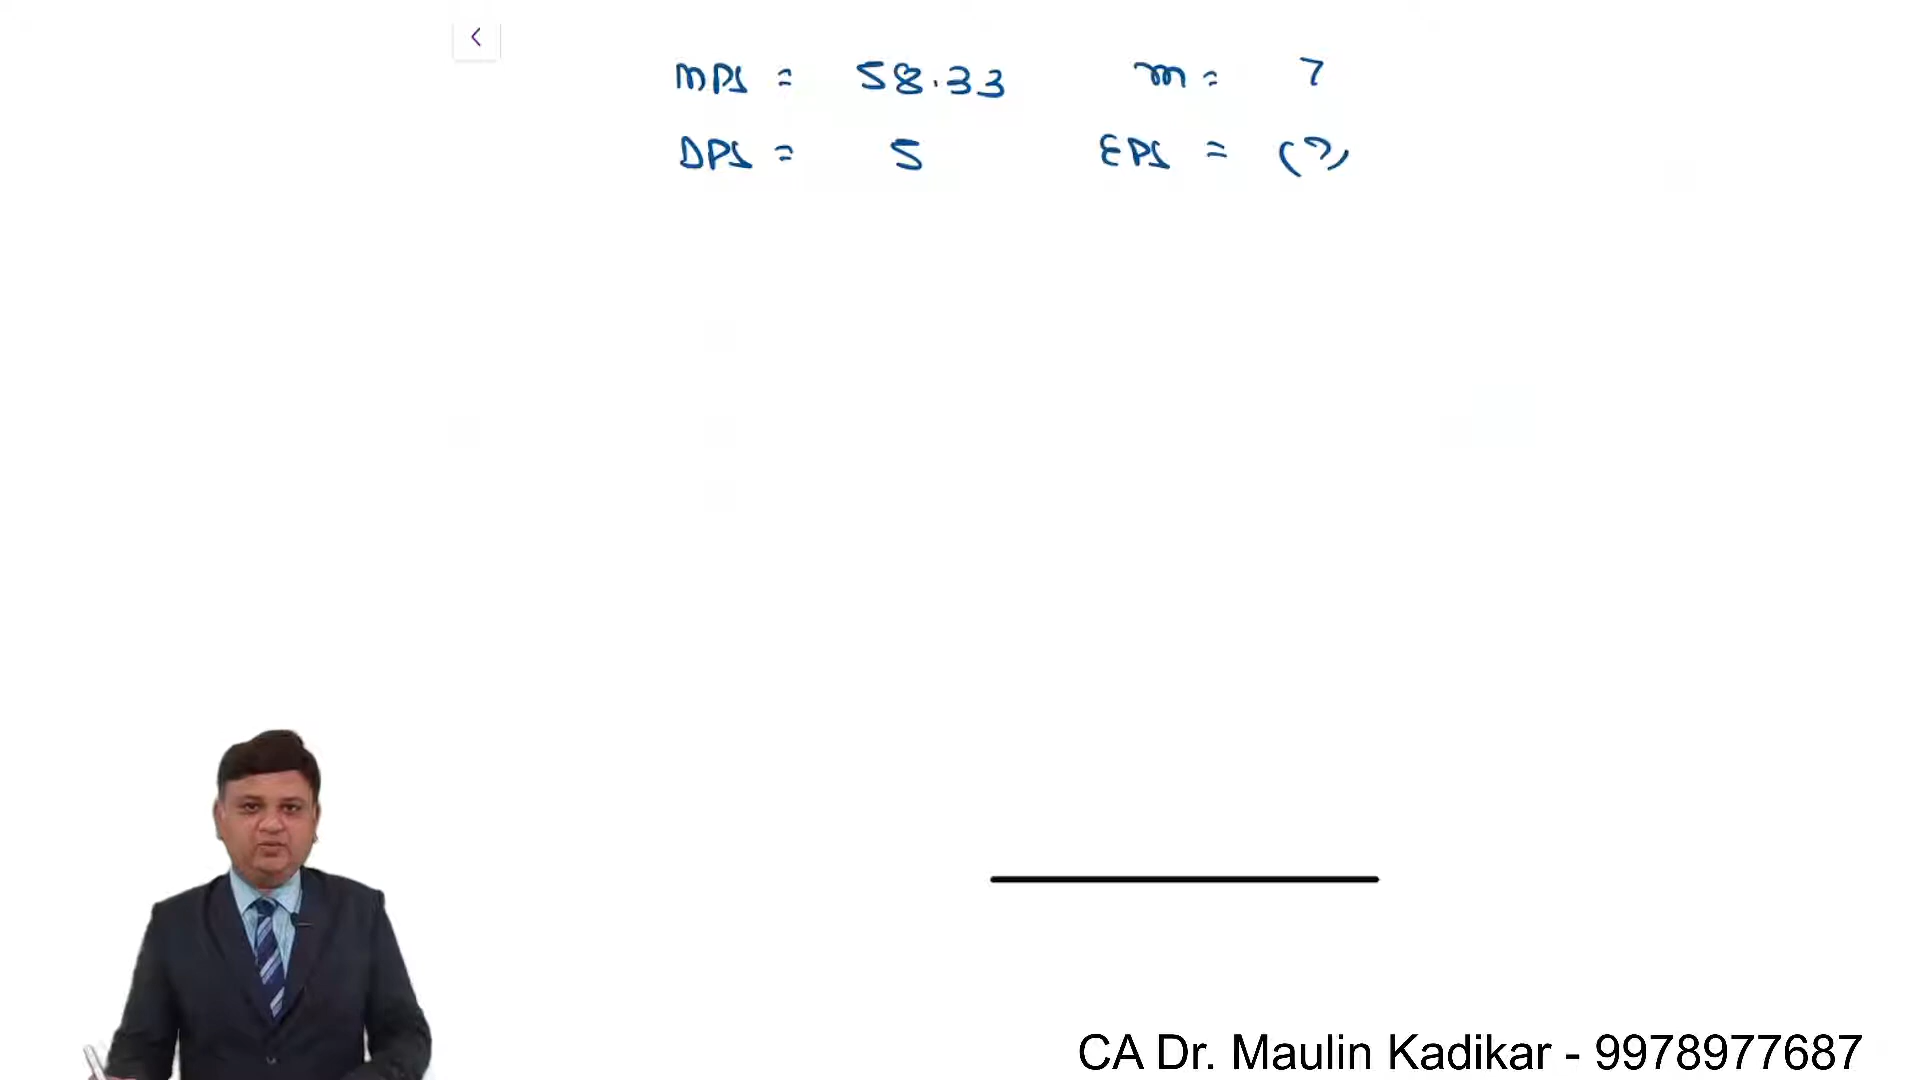 MPS = 58.33 m = 7
DPS = 5 EPS = (?)
CA Dr. Maulin Kadikar - 9978977687